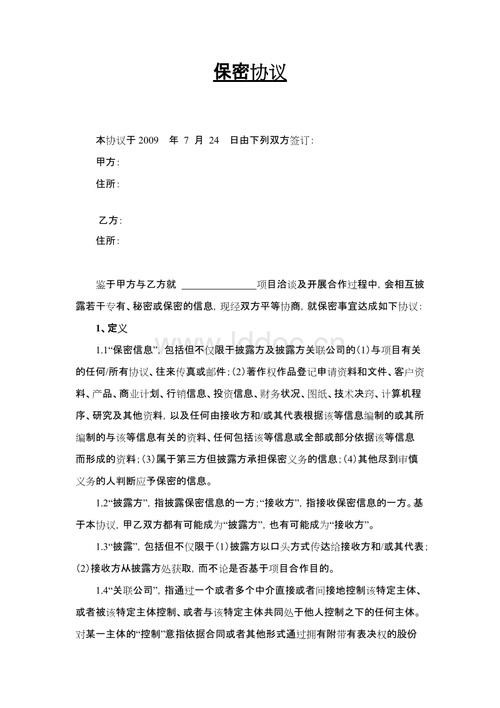 保密协议
本协议于 2009 年 7 月 24 日由下列双方签订：
甲方：
住所：
乙方：
住所：
鉴于甲方与乙方就 ______________项目洽谈及开展合作过程中，会相互披
露若干专有、秘密或保密的信息，现经双方平等协商，就保密事宜达成如下协议：
1、定义
www.lddoc.cn
1.1“保密信息”，包括但不仅限于披露方及披露方关联公司的（1）与项目有关
的任何/所有协议、往来传真或邮件；（2）著作权作品登记申请资料和文件、客户资
料、产品、商业计划、行销信息、投资信息、财务状况、图纸、技术决窍、计算机程
序、研究及其他资料，以及任何由接收方和/或其代表根据该等信息编制的或其所
编制的与该等信息有关的资料、任何包括该等信息或全部或部分依据该等信息
而形成的资料；（3）属于第三方但披露方承担保密义务的信息；（4）其他尽到审慎
义务的人判断应予保密的信息。
1.2“披露方”，指披露保密信息的一方；“接收方”，指接收保密信息的一方。基
于本协议，甲乙双方都有可能成为“披露方”，也有可能成为“接收方”。
1.3“披露”，包括但不仅限于（1）披露方以口头方式传达给接收方和/或其代表；
（2）接收方从披露方处获取，而不论是否基于项目合作目的。
1.4“关联公司”，指通过一个或者多个中介直接或者间接地控制该特定主体、
或者被该特定主体控制、或者与该特定主体共同处于他人控制之下的任何主体。
对某一主体的“控制”意指依据合同或者其他形式通过拥有附带有表决权的股份